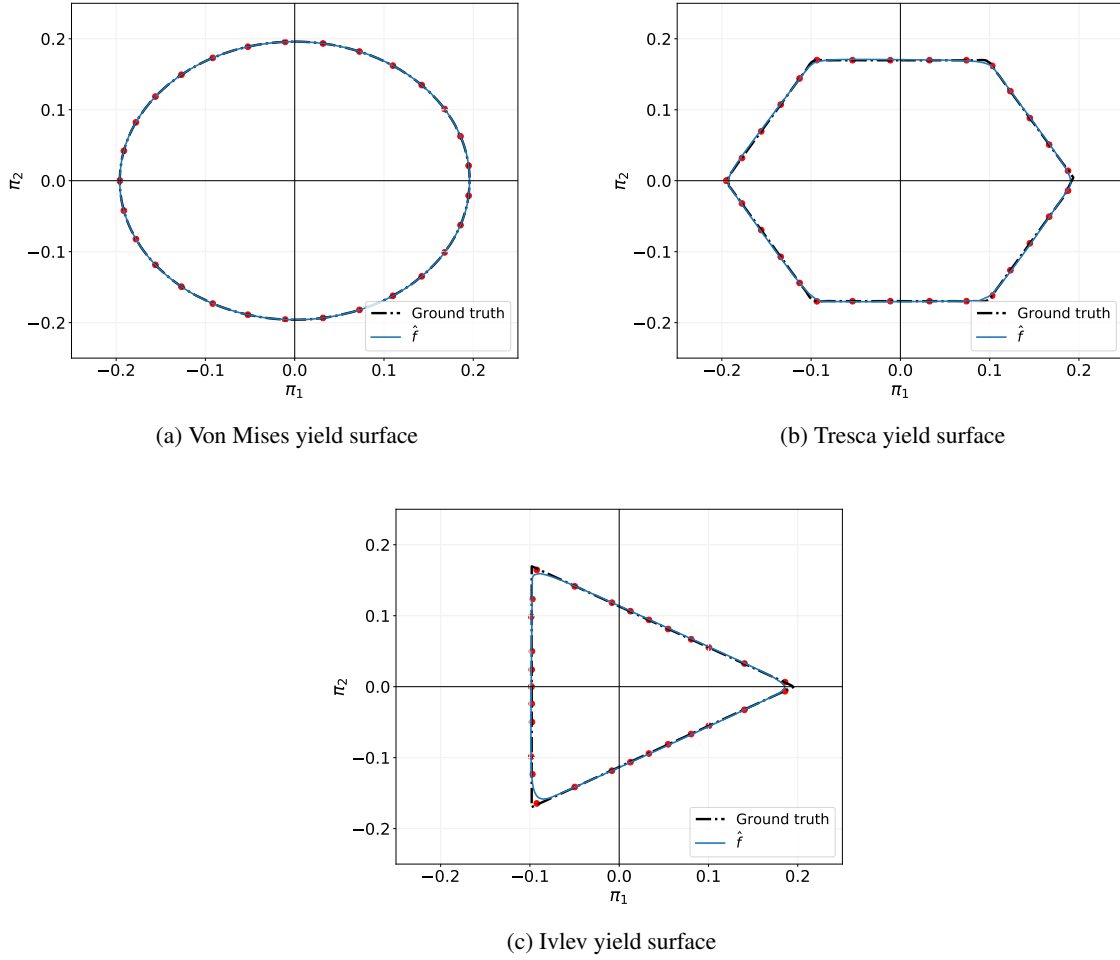 0.2
0.1
0.0
−0.1
−0.2
π₂
−0.2 −0.1 0.0 0.1 0.2
π₁
Ground truth
f̂
(a) Von Mises yield surface
0.2
0.1
0.0
−0.1
−0.2
π₂
−0.2 −0.1 0.0 0.1 0.2
π₁
Ground truth
f̂
(b) Tresca yield surface
0.2
0.1
0.0
−0.1
−0.2
π₂
−0.2 −0.1 0.0 0.1 0.2
π₁
Ground truth
f̂
(c) Ivlev yield surface